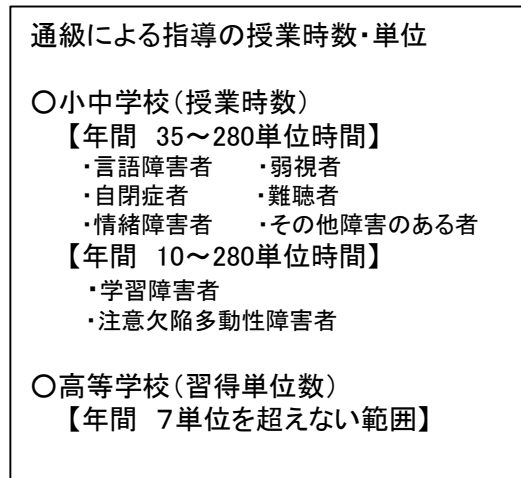 通級による指導の授業時数・単位
○小中学校（授業時数）
【年間 35～280単位時間】
・言語障害者 ・弱視者
・自閉症者 ・難聴者
・情緒障害者 ・その他障害のある者
【年間 10～280単位時間】
・学習障害者
・注意欠陥多動性障害者
○高等学校（習得単位数）
【年間 ７単位を超えない範囲】